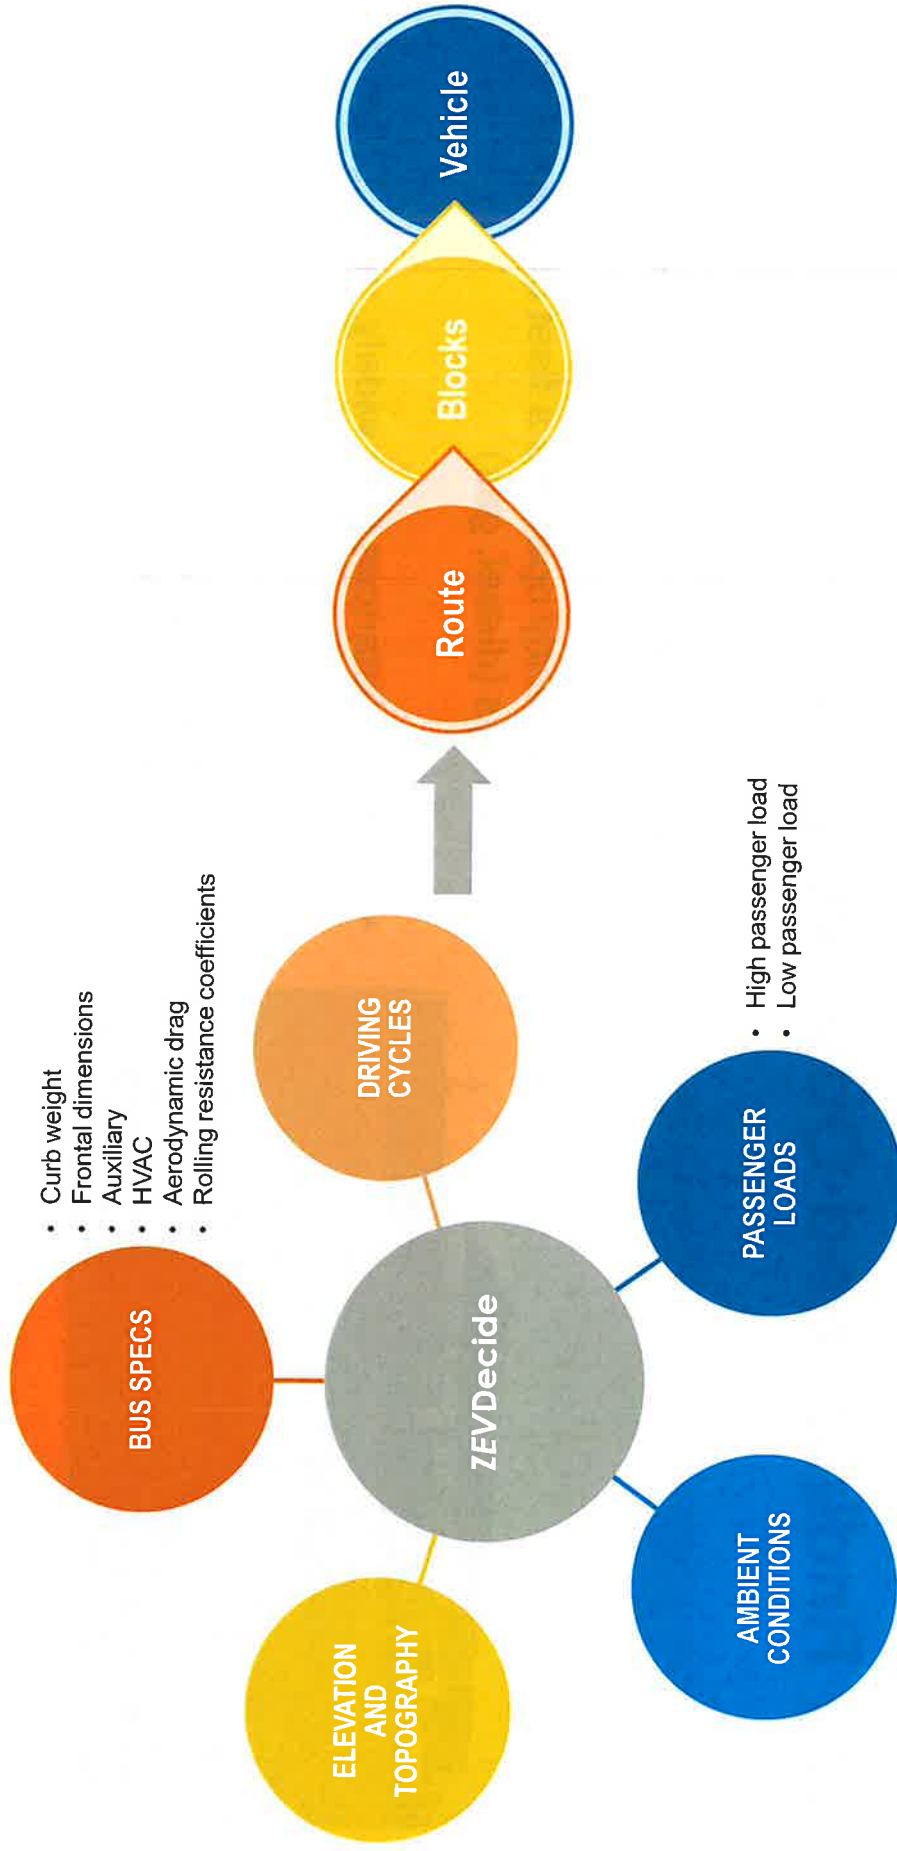 • Curb weight
• Frontal dimensions
• Auxiliary
• HVAC
• Aerodynamic drag
• Rolling resistance coefficients
BUS SPECS
ELEVATION
AND
TOPOGRAPHY
DRIVING
CYCLES
ZEVDecide
AMBIENT
CONDITIONS
PASSENGER
LOADS
• High passenger load
• Low passenger load
Route
Blocks
Vehicle